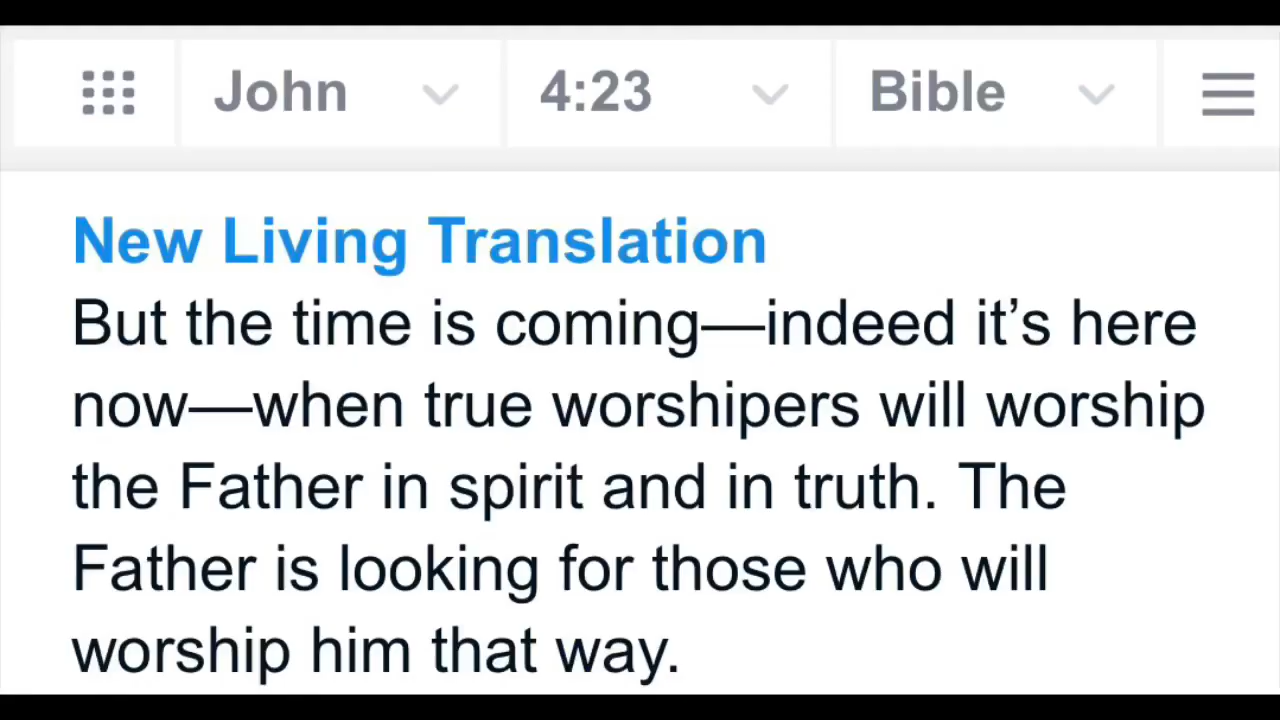 John 4:23 Bible
New Living Translation
But the time is coming—indeed it’s here
now—when true worshipers will worship
the Father in spirit and in truth. The
Father is looking for those who will
worship him that way.